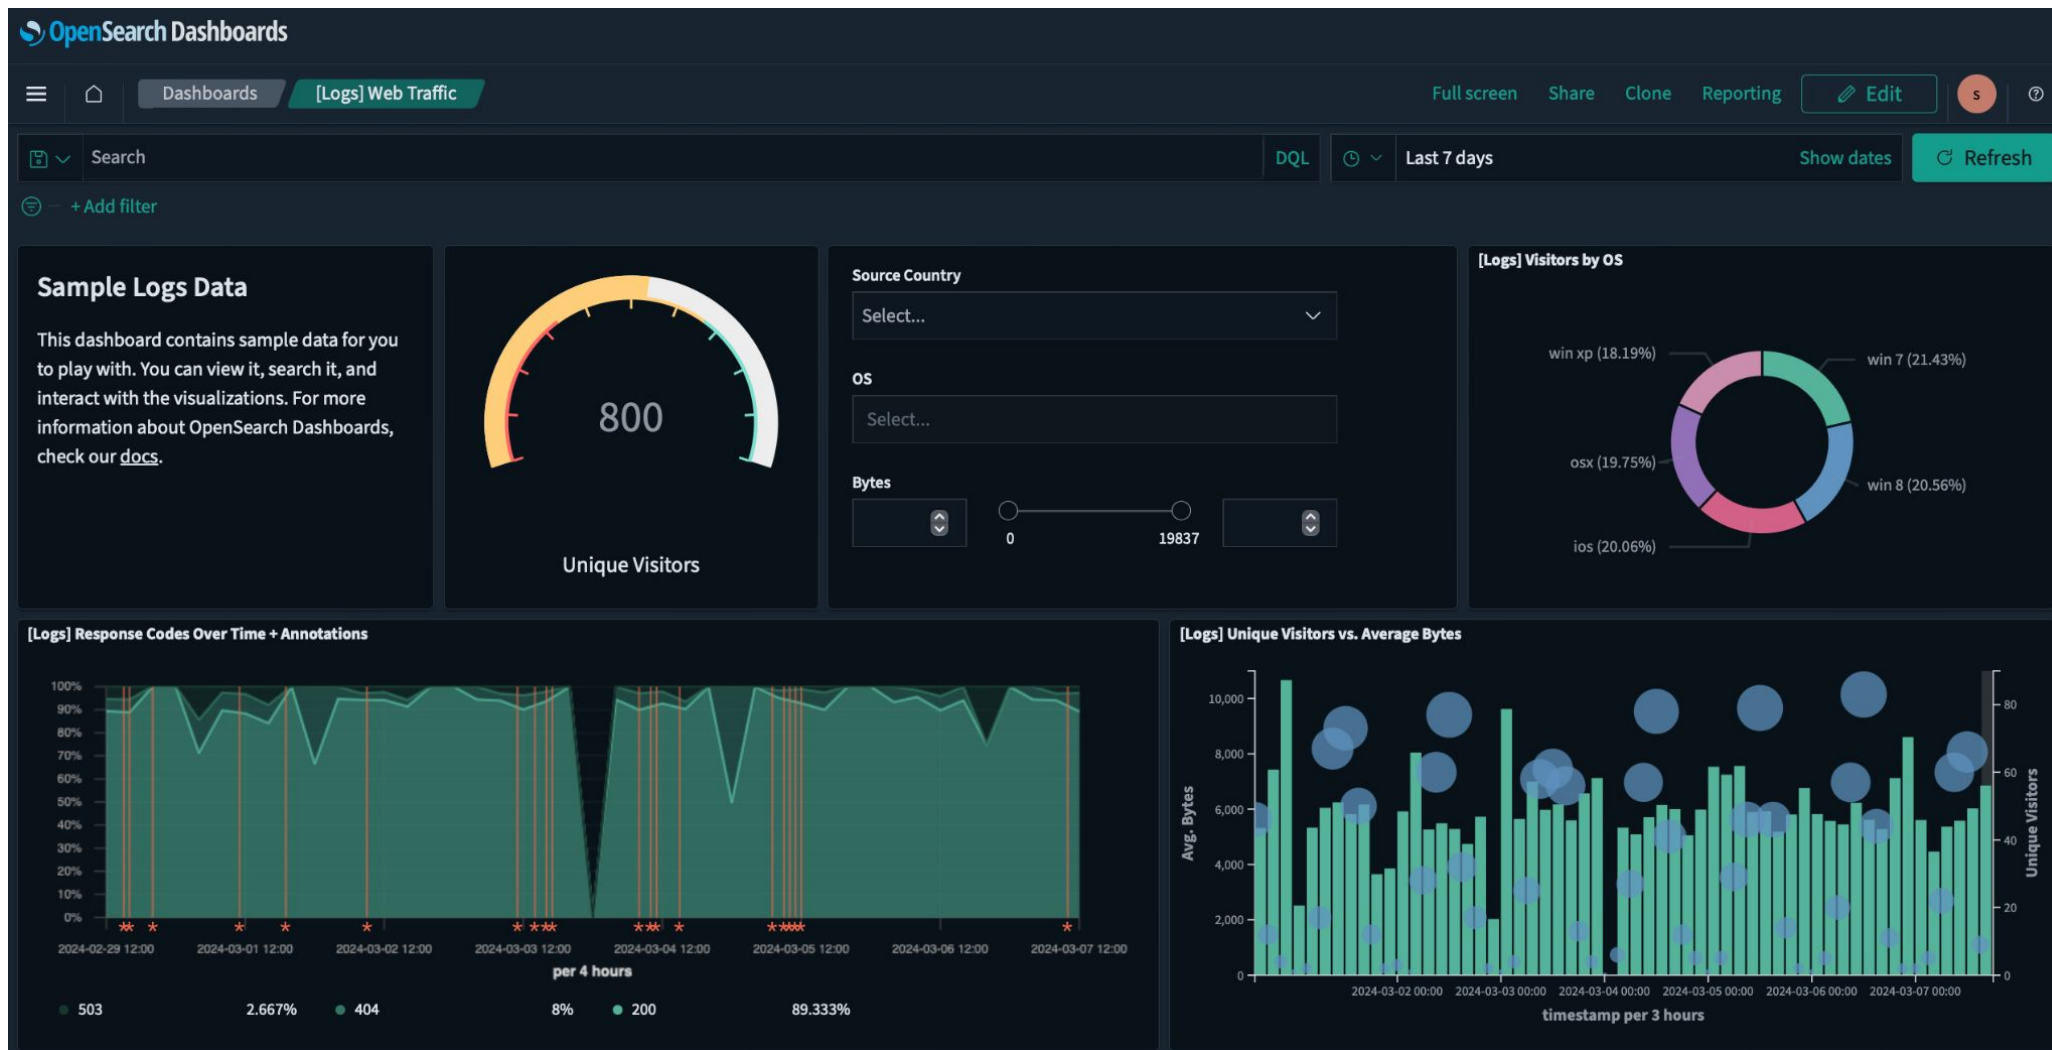 OpenSearch Dashboards
Dashboards
[Logs] Web Traffic
Full screen
Share
Clone
Reporting
Edit
s
Search
DQL
Last 7 days
Show dates
Refresh
+ Add filter
Sample Logs Data
This dashboard contains sample data for you
to play with. You can view it, search it, and
interact with the visualizations. For more
information about OpenSearch Dashboards,
check our docs.
800
Unique Visitors
Source Country
Select...
OS
Select...
Bytes
0
19837
[Logs] Visitors by OS
win xp (18.19%)
win 7 (21.43%)
osx (19.75%)
win 8 (20.56%)
ios (20.06%)
[Logs] Response Codes Over Time + Annotations
100%
90%
80%
70%
60%
50%
40%
30%
20%
10%
0%
2024-02-29 12:00
2024-03-01 12:00
2024-03-02 12:00
2024-03-03 12:00
2024-03-04 12:00
2024-03-05 12:00
2024-03-06 12:00
2024-03-07 12:00
per 4 hours
503 2.667%
404 8%
200 89.333%
[Logs] Unique Visitors vs. Average Bytes
Avg. Bytes
10,000
8,000
6,000
4,000
2,000
0
80
60
40
20
0
Unique Visitors
2024-03-02 00:00
2024-03-03 00:00
2024-03-04 00:00
2024-03-05 00:00
2024-03-06 00:00
2024-03-07 00:00
timestamp per 3 hours